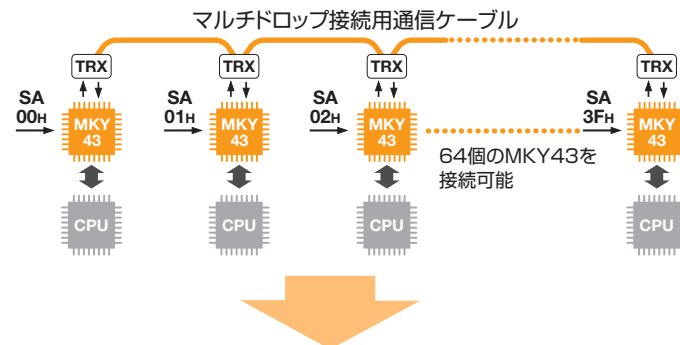 マルチドロップ接続用通信ケーブル
TRX TRX TRX TRX
SA SA SA SA
00H 01H 02H 3FH
MKY MKY MKY MKY
43 43 43 43
64個のMKY43を
接続可能
CPU CPU CPU CPU